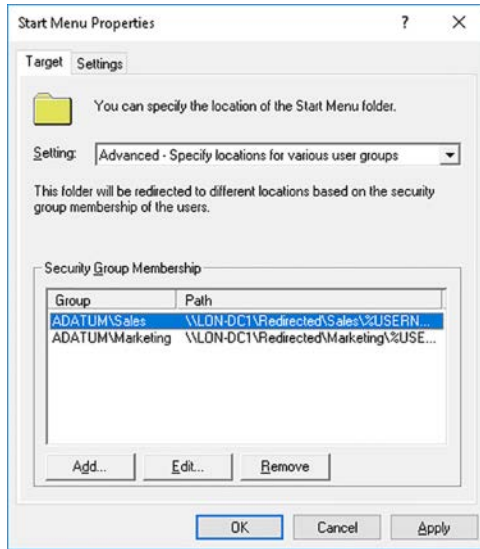 Start Menu Properties ? ×
Target Settings
You can specify the location of the Start Menu folder.
Setting: Advanced - Specify locations for various user groups
This folder will be redirected to different locations based on the security
group membership of the users.
Security Group Membership
Group Path
ADATUM\Sales \\LON-DC1\Redirected\Sales\%USERN...
ADATUM\Marketing \\LON-DC1\Redirected\Marketing\%USE...
Add... Edit... Remove
OK Cancel Apply